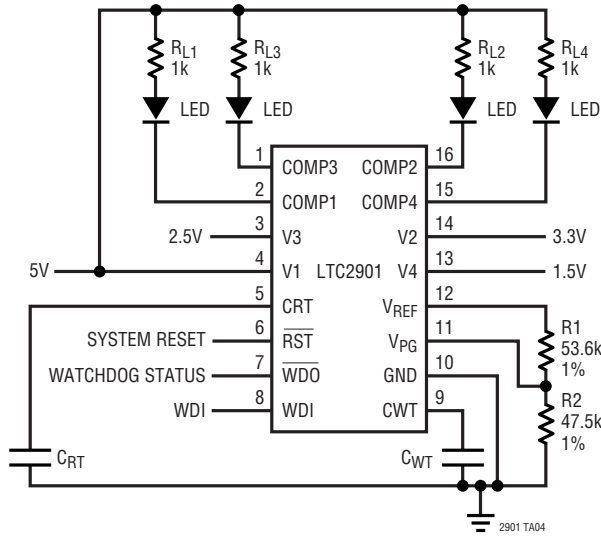 RL1
1k
RL3
1k
RL2
1k
RL4
1k
LED
LED
LED
LED
1
COMP3
COMP2
16
2
COMP1
COMP4
15
2.5V
3
V3
V2
14
3.3V
5V
4
V1
LTC2901
V4
13
1.5V
5
CRT
VREF
12
SYSTEM RESET
6
RST
VPG
11
R1
53.6k
1%
WATCHDOG STATUS
7
WDO
GND
10
WDI
8
WDI
CWT
9
R2
47.5k
1%
CRT
CWT
2901 TA04